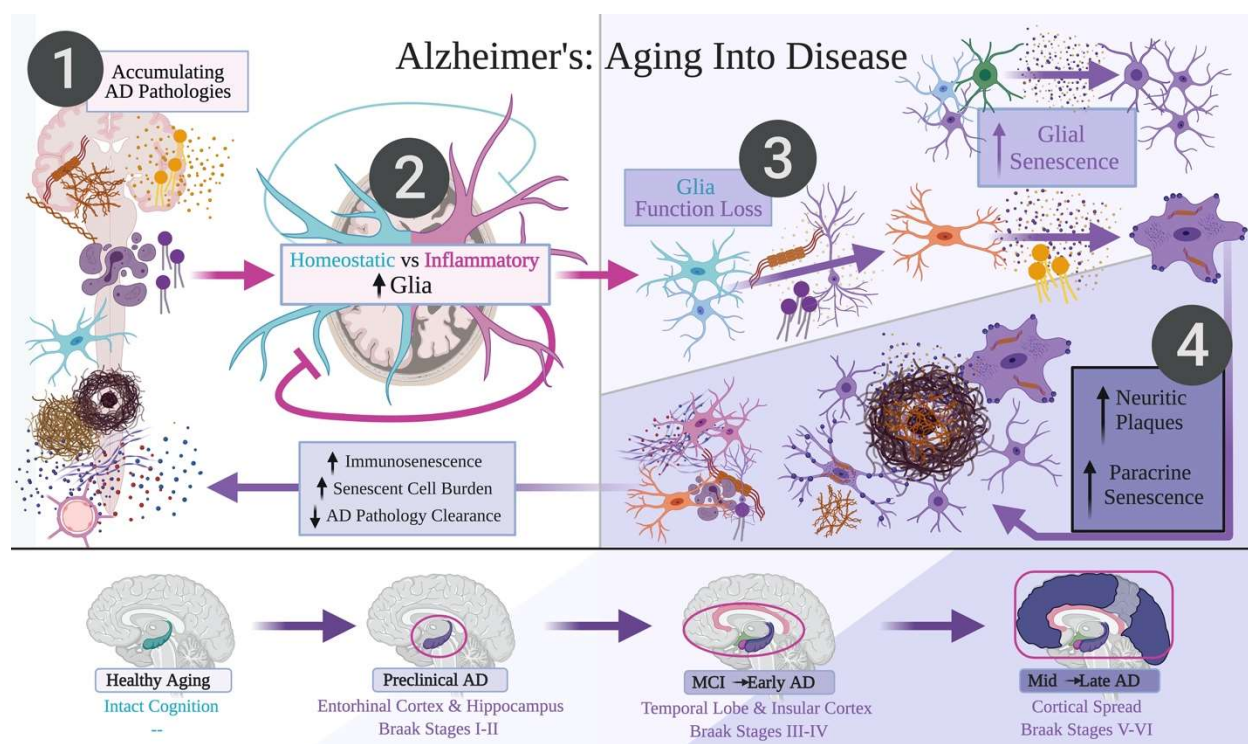 Alzheimer's: Aging Into Disease
1
Accumulating
AD Pathologies
2
Homeostatic vs Inflammatory
↑ Glia
3
Glia
Function Loss
↑ Glial
Senescence
4
↑ Neuritic
Plaques
↑ Paracrine
Senescence
↑ Immunosenescence
↑ Senescent Cell Burden
↓ AD Pathology Clearance
Healthy Aging
Intact Cognition
--
Preclinical AD
Entorhinal Cortex & Hippocampus
Braak Stages I-II
MCI → Early AD
Temporal Lobe & Insular Cortex
Braak Stages III-IV
Mid → Late AD
Cortical Spread
Braak Stages V-VI